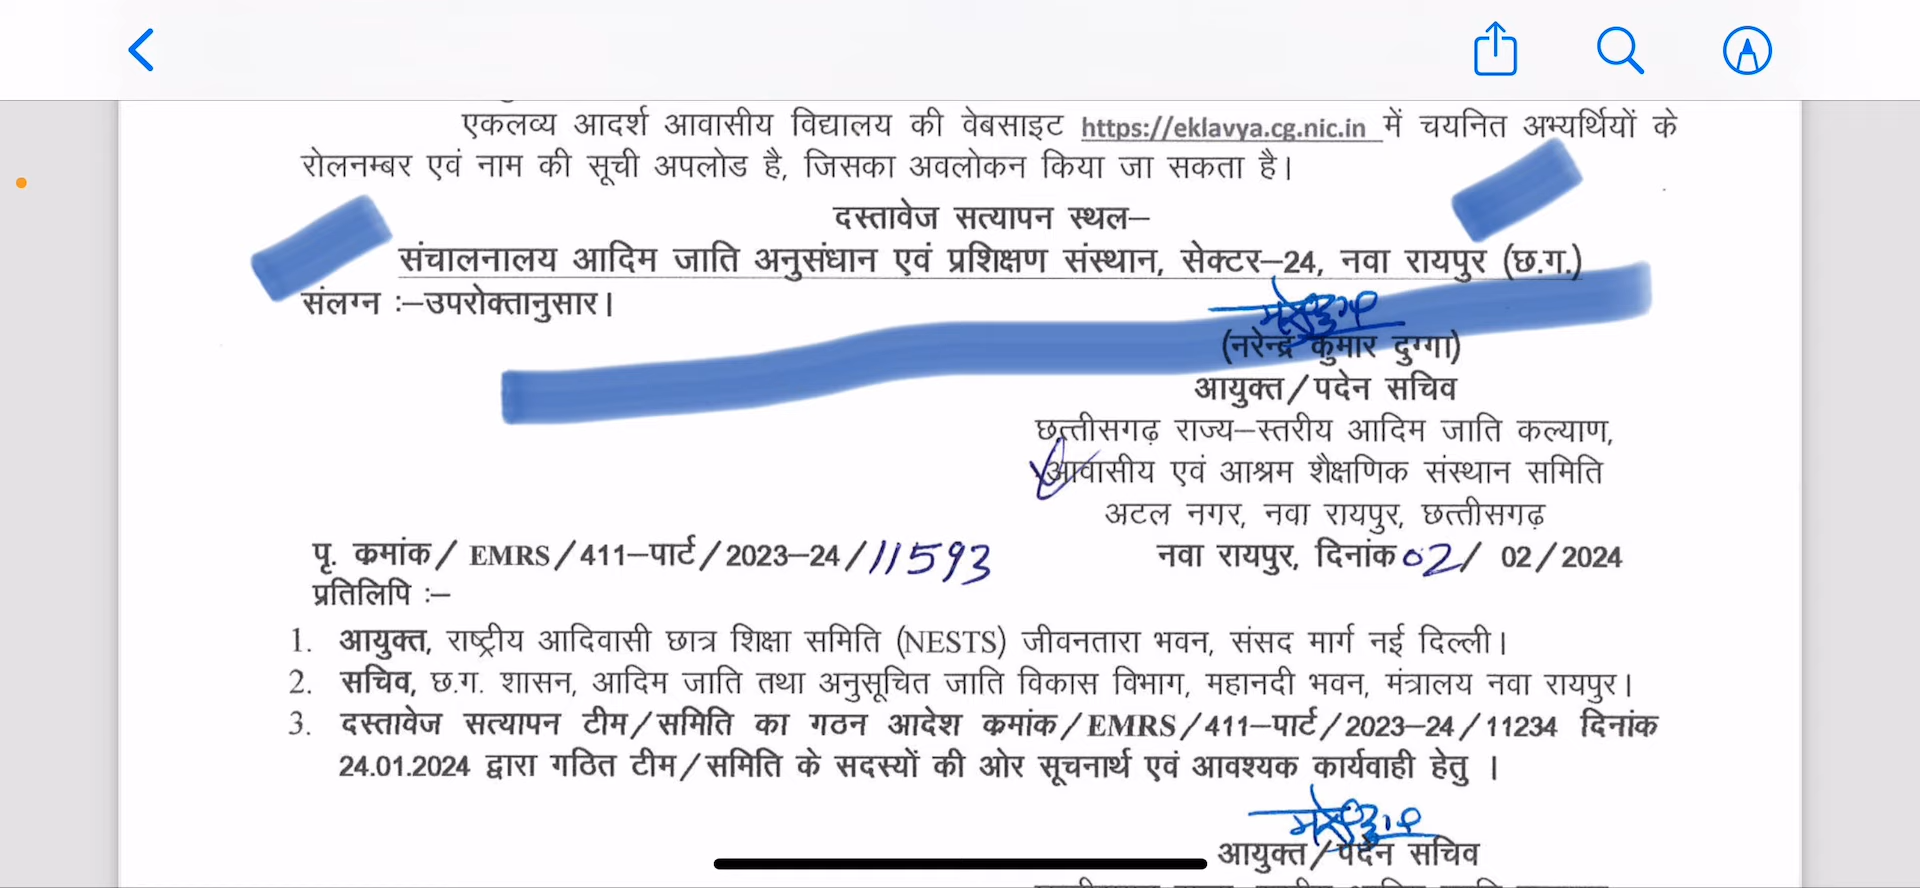 एकलव्य आदर्श आवासीय विद्यालय की वेबसाइट https://eklavya.cg.nic.in में चयनित अभ्यर्थियों के
रोलनम्बर एवं नाम की सूची अपलोड है, जिसका अवलोकन किया जा सकता है।
दस्तावेज सत्यापन स्थल–
संचालनालय आदिम जाति अनुसंधान एवं प्रशिक्षण संस्थान, सेक्टर–24, नवा रायपुर (छ.ग.)
संलग्न :–उपरोक्तानुसार।
(नरेन्द्र कुमार दुग्गा)
आयुक्त/पदेन सचिव
छत्तीसगढ़ राज्य–स्तरीय आदिम जाति कल्याण,
आवासीय एवं आश्रम शैक्षणिक संस्थान समिति
अटल नगर, नवा रायपुर, छत्तीसगढ़
पृ. कमांक/ EMRS/411–पार्ट/2023–24/11593 नवा रायपुर, दिनांक 02/ 02/2024
प्रतिलिपि :–
1. आयुक्त, राष्ट्रीय आदिवासी छात्र शिक्षा समिति (NESTS) जीवनतारा भवन, संसद मार्ग नई दिल्ली।
2. सचिव, छ.ग. शासन, आदिम जाति तथा अनुसूचित जाति विकास विभाग, महानदी भवन, मंत्रालय नवा रायपुर।
3. दस्तावेज सत्यापन टीम/समिति का गठन आदेश कमांक/EMRS/411–पार्ट/2023–24/11234 दिनांक
24.01.2024 द्वारा गठित टीम/समिति के सदस्यों की ओर सूचनार्थ एवं आवश्यक कार्यवाही हेतु ।
आयुक्त/पदेन सचिव